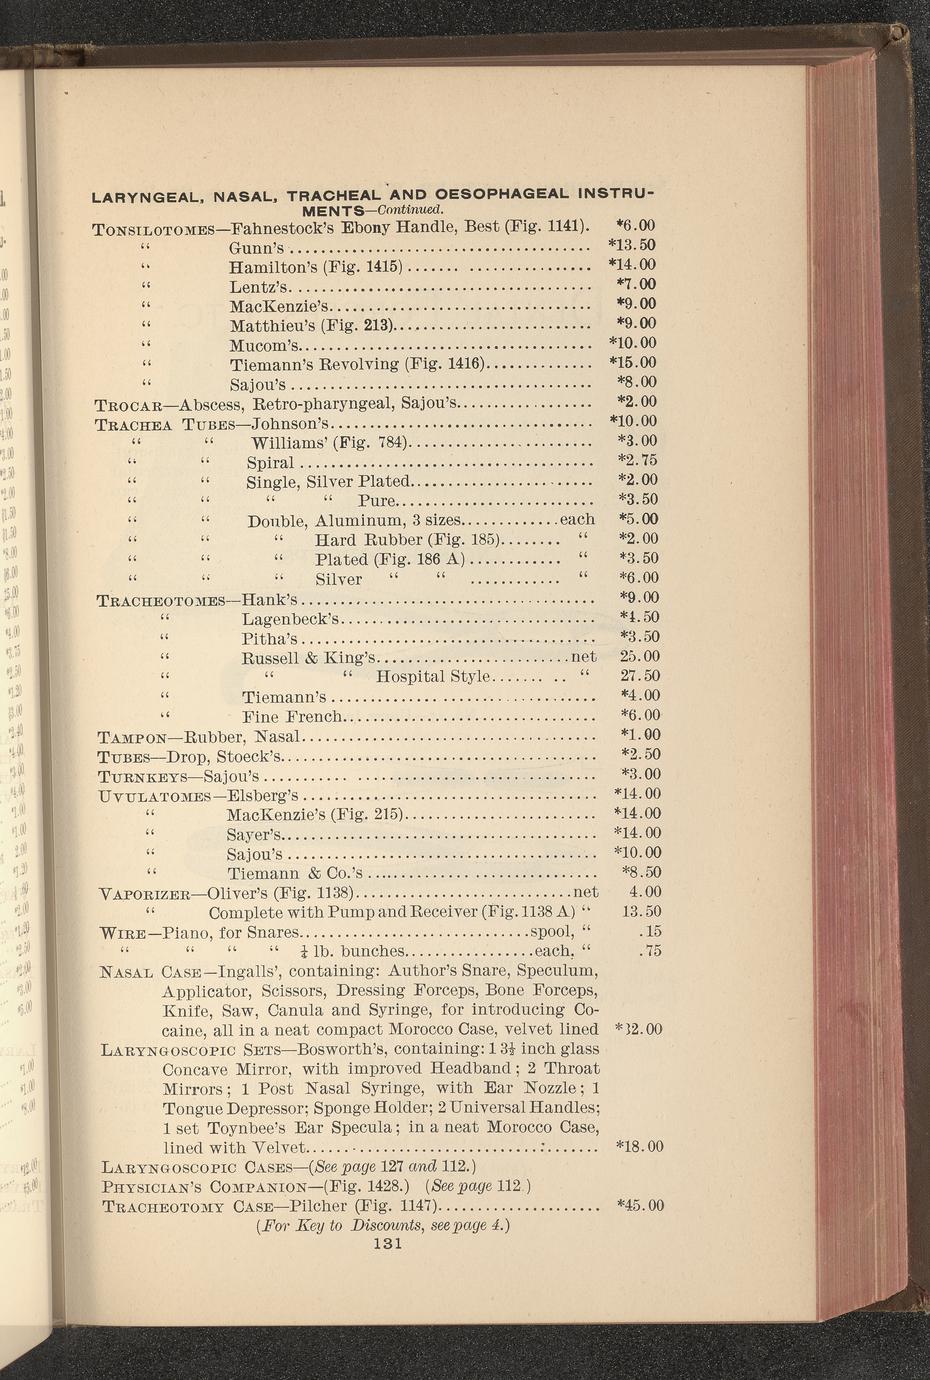 LARYNGEAL, NASAL, TRACHEAL AND OESOPHAGEAL INSTRU-
MENTS—Continued.
TONSILOTOMES—Fahnestock's Ebony Handle, Best (Fig. 1141). *6.00
“ Gunn's ..................................... *13.50
“ Hamilton's (Fig. 1415) ....... ................ *14.00
“ Lentz's...................................... *7.00
“ MacKenzie's................................. *9.00
“ Matthieu's (Fig. 213)......................... *9.00
“ Mucom's..................................... *10.00
“ Tiemann's Revolving (Fig. 1416).............. *15.00
“ Sajou's ..................................... *8.00
TROCAR—Abscess, Retro-pharyngeal, Sajou's.................. *2.00
TRACHEA TUBES—Johnson's................................. *10.00
“ “ Williams' (Fig. 784)....................... *3.00
“ “ Spiral .................................... *2.75
“ “ Single, Silver Plated....................... *2.00
“ “ “ “ Pure......................... *3.50
“ “ Double, Aluminum, 3 sizes............each *5.00
“ “ “ Hard Rubber (Fig. 185)........ “ *2.00
“ “ “ Plated (Fig. 186 A) ............ “ *3.50
“ “ “ Silver “ “ ............ “ *6.00
TRACHEOTOMES—Hank's .................................... *9.00
“ Lagenbeck's................................ *4.50
“ Pitha's .................................... *3.50
“ Russell & King's........................net 25.00
“ “ “ Hospital Style....... .. “ 27.50
“ Tiemann's ................................. *4.00
“ Fine French................................ *6.00
TAMPON—Rubber, Nasal..................................... *1.00
TUBES—Drop, Stoeck's....................................... *2.50
TURNKEYS—Sajou's ........... .............................. *3.00
UVULATOMES—Elsberg's ..................................... *14.00
“ MacKenzie's (Fig. 215)........................ *14.00
“ Sayer's....................................... *14.00
“ Sajou's ...................................... *10.00
“ Tiemann & Co.'s ............................. *8.50
VAPORIZER—Oliver's (Fig. 1138)...........................net 4.00
“ Complete with Pump and Receiver (Fig. 1138 A) “ 13.50
WIRE—Piano, for Snares.............................spool, “ .15
“ “ “ “ ¼ lb. bunches................each, “ .75
NASAL CASE—Ingalls', containing: Author's Snare, Speculum,
Applicator, Scissors, Dressing Forceps, Bone Forceps,
Knife, Saw, Canula and Syringe, for introducing Co-
caine, all in a neat compact Morocco Case, velvet lined *32.00
LARYNGOSCOPIC SETS—Bosworth's, containing: 1 3½ inch glass
Concave Mirror, with improved Headband; 2 Throat
Mirrors; 1 Post Nasal Syringe, with Ear Nozzle; 1
Tongue Depressor; Sponge Holder; 2 Universal Handles;
1 set Toynbee's Ear Specula; in a neat Morocco Case,
lined with Velvet..................................... *18.00
LARYNGOSCOPIC CASES—(See page 127 and 112.)
PHYSICIAN'S COMPANION—(Fig. 1428.) (See page 112)
TRACHEOTOMY CASE—Pilcher (Fig. 1147)..................... *45.00
(For Key to Discounts, see page 4.)
131